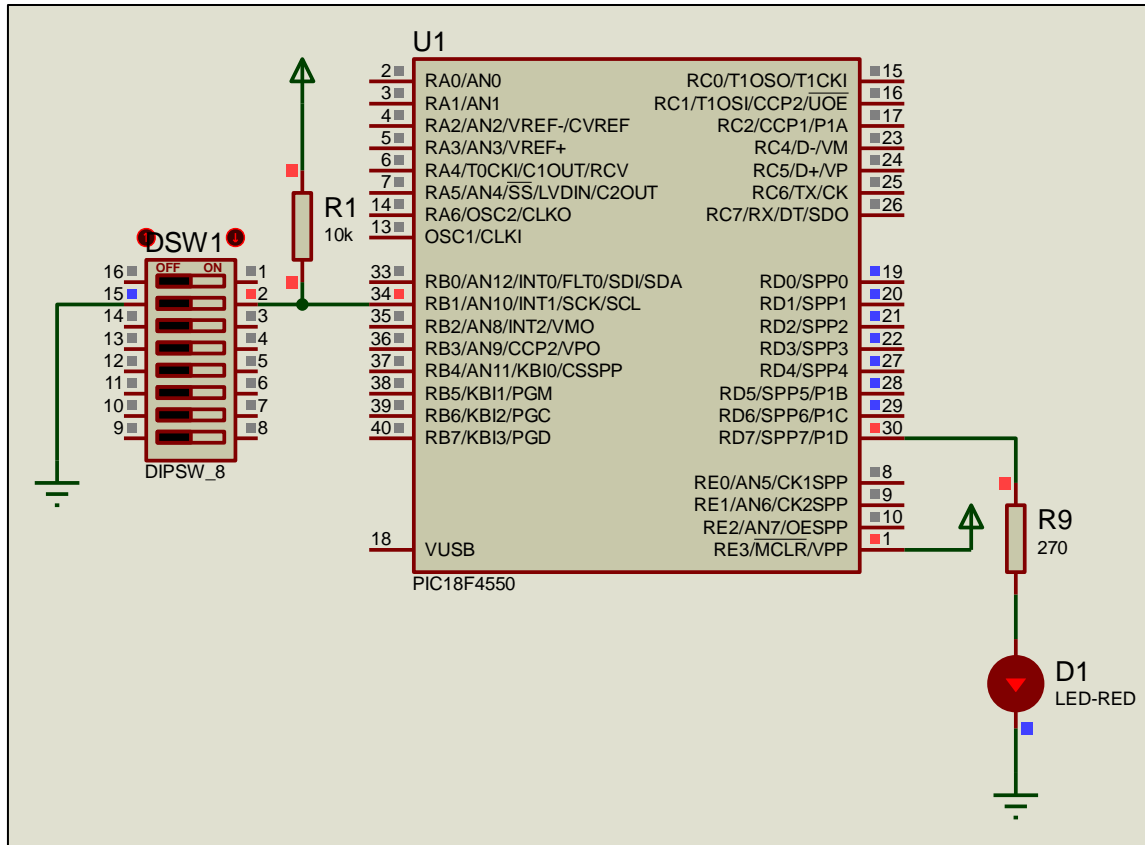 U1
2 RA0/AN0 RC0/T1OSO/T1CKI 15
3 RA1/AN1 RC1/T1OSI/CCP2/UOE 16
4 RA2/AN2/VREF-/CVREF RC2/CCP1/P1A 17
5 RA3/AN3/VREF+ RC4/D-/VM 23
6 RA4/T0CKI/C1OUT/RCV RC5/D+/VP 24
7 RA5/AN4/SS/LVDIN/C2OUT RC6/TX/CK 25
14 RA6/OSC2/CLKO RC7/RX/DT/SDO 26
13 OSC1/CLKI
R1
10k
DSW1
OFF ON
16 1
15 2
14 3
13 4
12 5
11 6
10 7
9 8
DIPSW_8
33 RB0/AN12/INT0/FLT0/SDI/SDA RD0/SPP0 19
34 RB1/AN10/INT1/SCK/SCL RD1/SPP1 20
35 RB2/AN8/INT2/VMO RD2/SPP2 21
36 RB3/AN9/CCP2/VPO RD3/SPP3 22
37 RB4/AN11/KBI0/CSSPP RD4/SPP4 27
38 RB5/KBI1/PGM RD5/SPP5/P1B 28
39 RB6/KBI2/PGC RD6/SPP6/P1C 29
40 RB7/KBI3/PGD RD7/SPP7/P1D 30
RE0/AN5/CK1SPP 8
RE1/AN6/CK2SPP 9
RE2/AN7/OESPP 10
18 VUSB RE3/MCLR/VPP 1
PIC18F4550
R9
270
D1
LED-RED